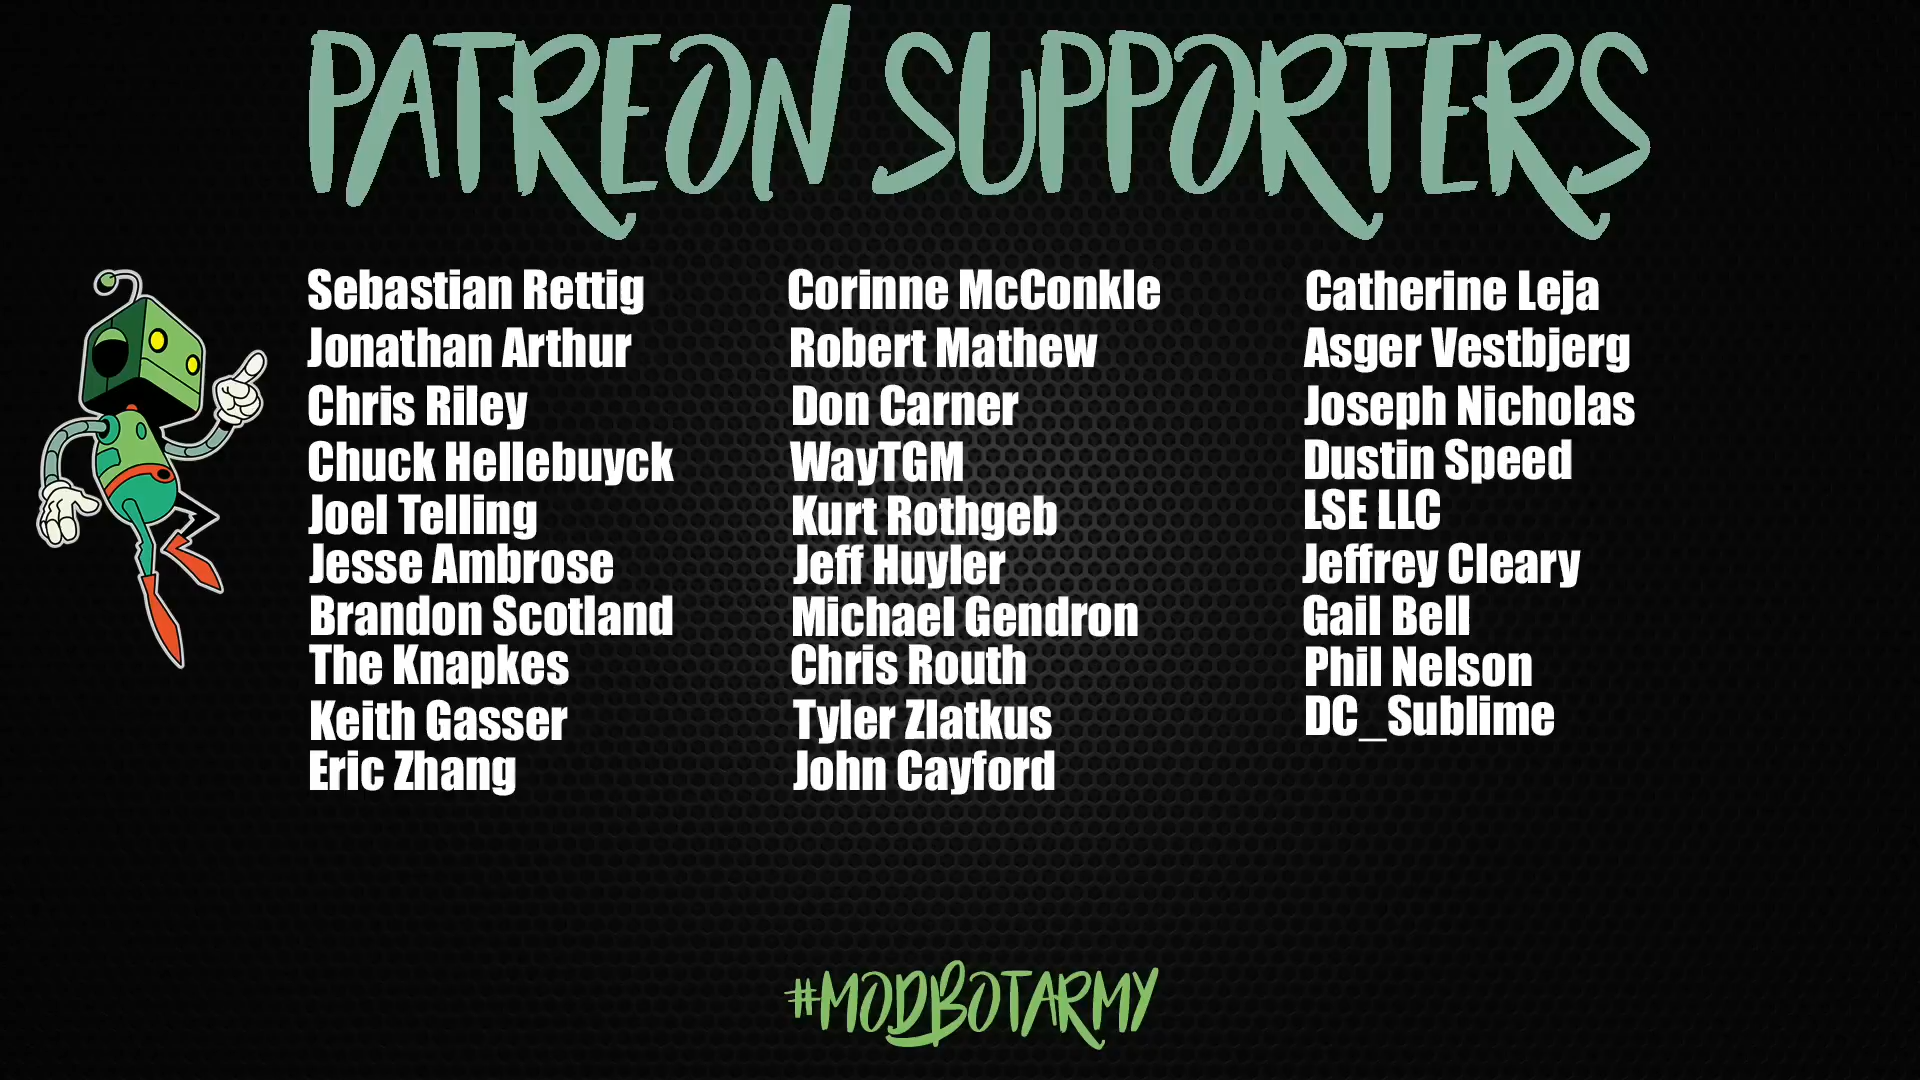 PATREON SUPPORTERS
Sebastian Rettig
Jonathan Arthur
Chris Riley
Chuck Hellebuyck
Joel Telling
Jesse Ambrose
Brandon Scotland
The Knapkes
Keith Gasser
Eric Zhang
Corinne McConkle
Robert Mathew
Don Carner
WayTGM
Kurt Rothgeb
Jeff Huyler
Michael Gendron
Chris Routh
Tyler Zlatkus
John Cayford
Catherine Leja
Asger Vestbjerg
Joseph Nicholas
Dustin Speed
LSE LLC
Jeffrey Cleary
Gail Bell
Phil Nelson
DC_Sublime
#MODBOTARMY